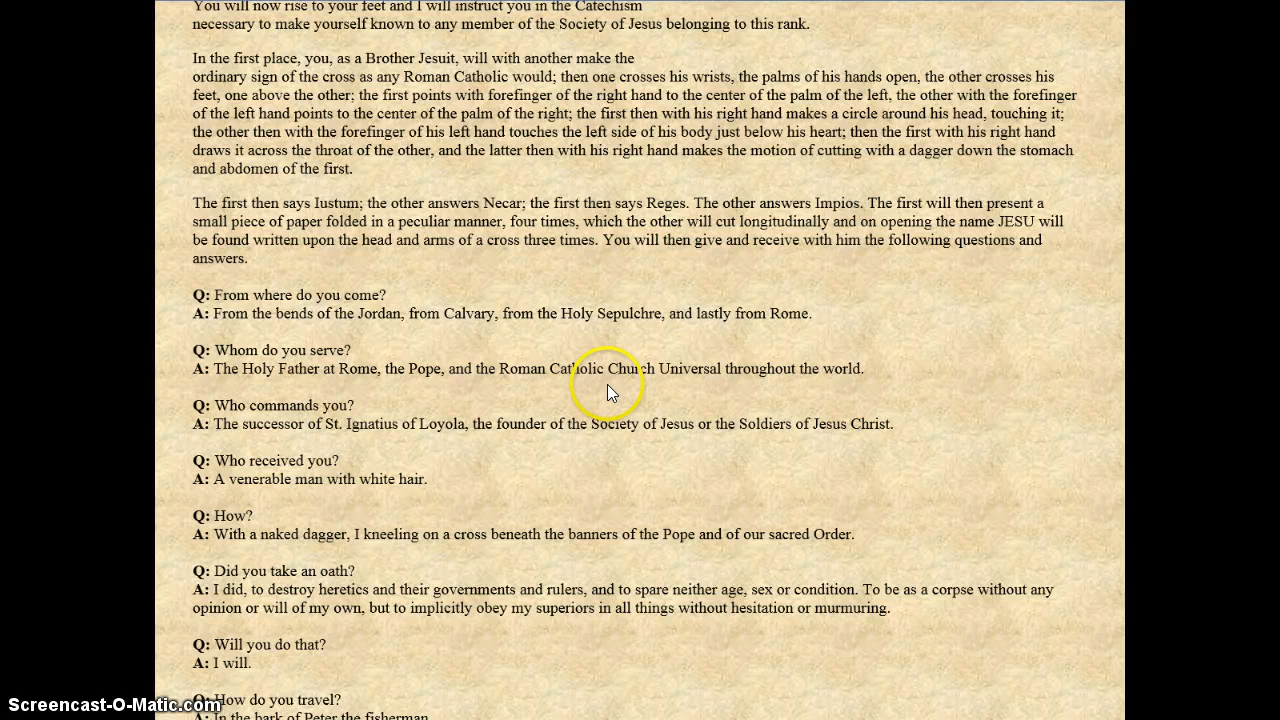 You will now rise to your feet and I will instruct you in the Catechism
necessary to make yourself known to any member of the Society of Jesus belonging to this rank.
In the first place, you, as a Brother Jesuit, will with another make the
ordinary sign of the cross as any Roman Catholic would; then one crosses his wrists, the palms of his hands open, the other crosses his
feet, one above the other; the first points with forefinger of the right hand to the center of the palm of the left, the other with the forefinger
of the left hand points to the center of the palm of the right; the first then with his right hand makes a circle around his head, touching it;
the other then with the forefinger of his left hand touches the left side of his body just below his heart; then the first with his right hand
draws it across the throat of the other, and the latter then with his right hand makes the motion of cutting with a dagger down the stomach
and abdomen of the first.
The first then says Iustum; the other answers Necar; the first then says Reges. The other answers Impios. The first will then present a
small piece of paper folded in a peculiar manner, four times, which the other will cut longitudinally and on opening the name JESU will
be found written upon the head and arms of a cross three times. You will then give and receive with him the following questions and
answers.
Q: From where do you come?
A: From the bends of the Jordan, from Calvary, from the Holy Sepulchre, and lastly from Rome.
Q: Whom do you serve?
A: The Holy Father at Rome, the Pope, and the Roman Catholic Church Universal throughout the world.
Q: Who commands you?
A: The successor of St. Ignatius of Loyola, the founder of the Society of Jesus or the Soldiers of Jesus Christ.
Q: Who received you?
A: A venerable man with white hair.
Q: How?
A: With a naked dagger, I kneeling on a cross beneath the banners of the Pope and of our sacred Order.
Q: Did you take an oath?
A: I did, to destroy heretics and their governments and rulers, and to spare neither age, sex or condition. To be as a corpse without any
opinion or will of my own, but to implicitly obey my superiors in all things without hesitation or murmuring.
Q: Will you do that?
A: I will.
Q: How do you travel?
A: In the bark of Peter the fisherman.
Screencast-O-Matic.com